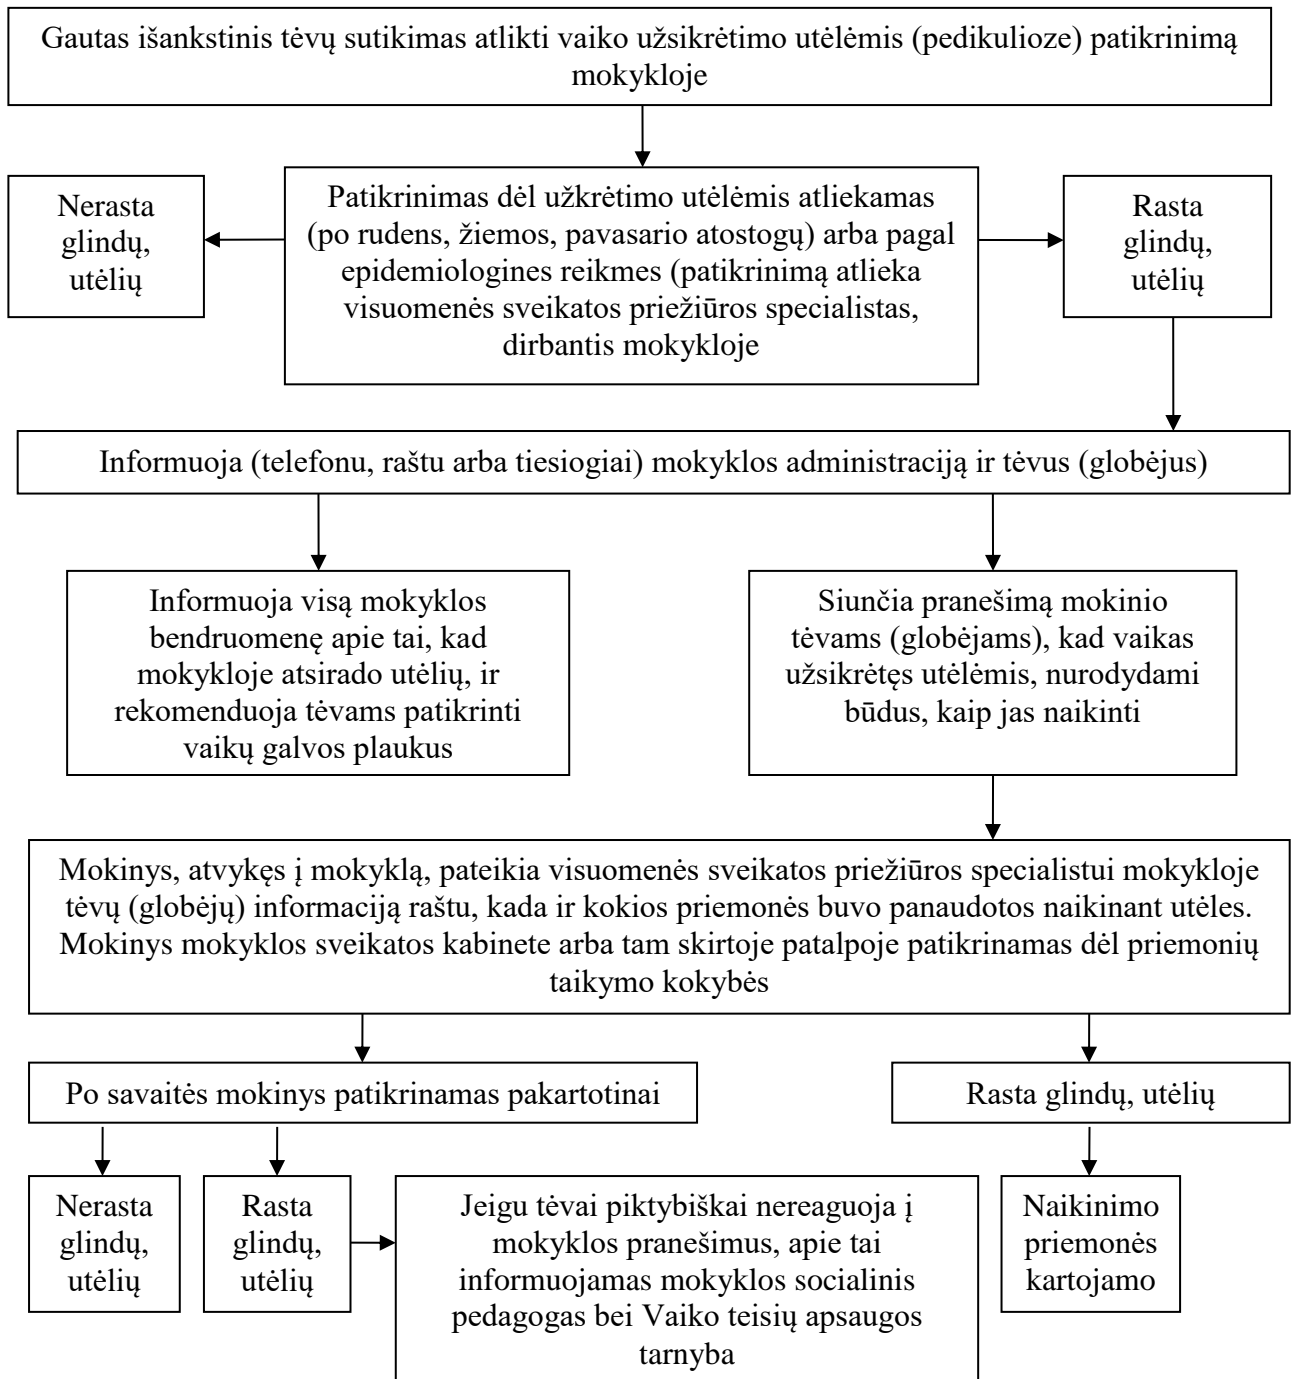 Gautas išankstinis tėvų sutikimas atlikti vaiko užsikrėtimo utėlėmis (pedikulioze) patikrinimą
mokykloje
Nerasta
glindų,
utėlių
Patikrinimas dėl užkrėtimo utėlėmis atliekamas
(po rudens, žiemos, pavasario atostogų) arba pagal
epidemiologines reikmes (patikrinimą atlieka
visuomenės sveikatos priežiūros specialistas,
dirbantis mokykloje
Rasta
glindų,
utėlių
Informuoja (telefonu, raštu arba tiesiogiai) mokyklos administraciją ir tėvus (globėjus)
Informuoja visą mokyklos
bendruomenę apie tai, kad
mokykloje atsirado utėlių, ir
rekomenduoja tėvams patikrinti
vaikų galvos plaukus
Siunčia pranešimą mokinio
tėvams (globėjams), kad vaikas
užsikrėtęs utėlėmis, nurodydami
būdus, kaip jas naikinti
Mokinys, atvykęs į mokyklą, pateikia visuomenės sveikatos priežiūros specialistui mokykloje
tėvų (globėjų) informaciją raštu, kada ir kokios priemonės buvo panaudotos naikinant utėles.
Mokinys mokyklos sveikatos kabinete arba tam skirtoje patalpoje patikrinamas dėl priemonių
taikymo kokybės
Po savaitės mokinys patikrinamas pakartotinai
Rasta glindų, utėlių
Nerasta
glindų,
utėlių
Rasta
glindų,
utėlių
Jeigu tėvai piktybiškai nereaguoja į
mokyklos pranešimus, apie tai
informuojamas mokyklos socialinis
pedagogas bei Vaiko teisių apsaugos
tarnyba
Naikinimo
priemonės
kartojamo